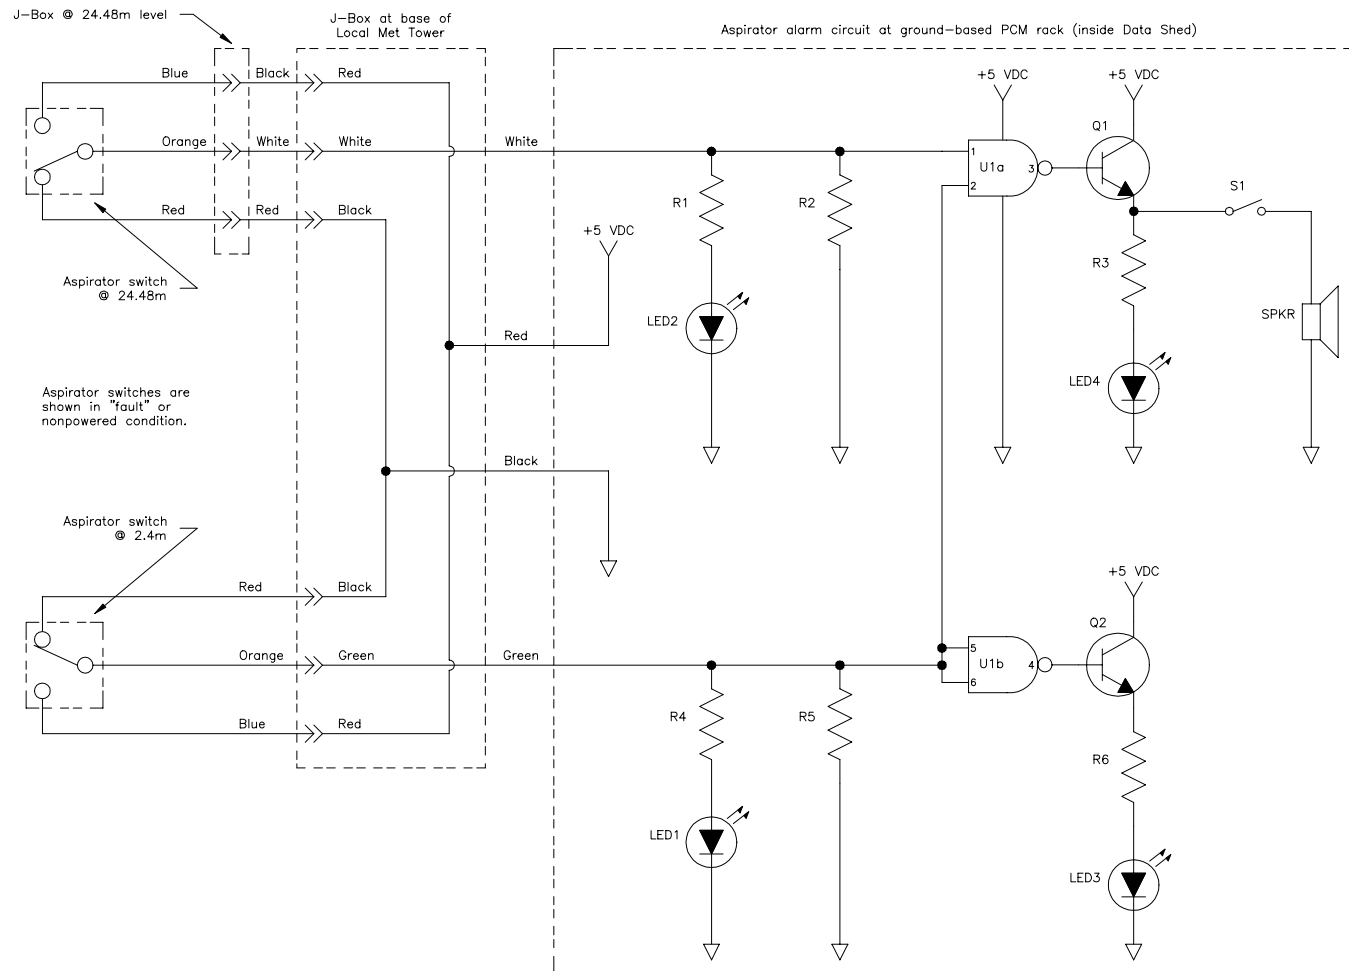 J-Box @ 24.48m level
J-Box at base of
Local Met Tower
Aspirator alarm circuit at ground-based PCM rack (inside Data Shed)
Blue
Black
Red
+5 VDC
+5 VDC
Q1
Orange
White
White
White
1
U1a
3
2
S1
R1
R2
Red
Red
Black
+5 VDC
R3
Aspirator switch
@ 24.48m
LED2
SPKR
Red
LED4
Aspirator switches are
shown in "fault" or
nonpowered condition.
Black
Aspirator switch
@ 2.4m
+5 VDC
Red
Black
Q2
Orange
Green
Green
5
U1b
4
6
R4
R5
Blue
Red
R6
LED1
LED3